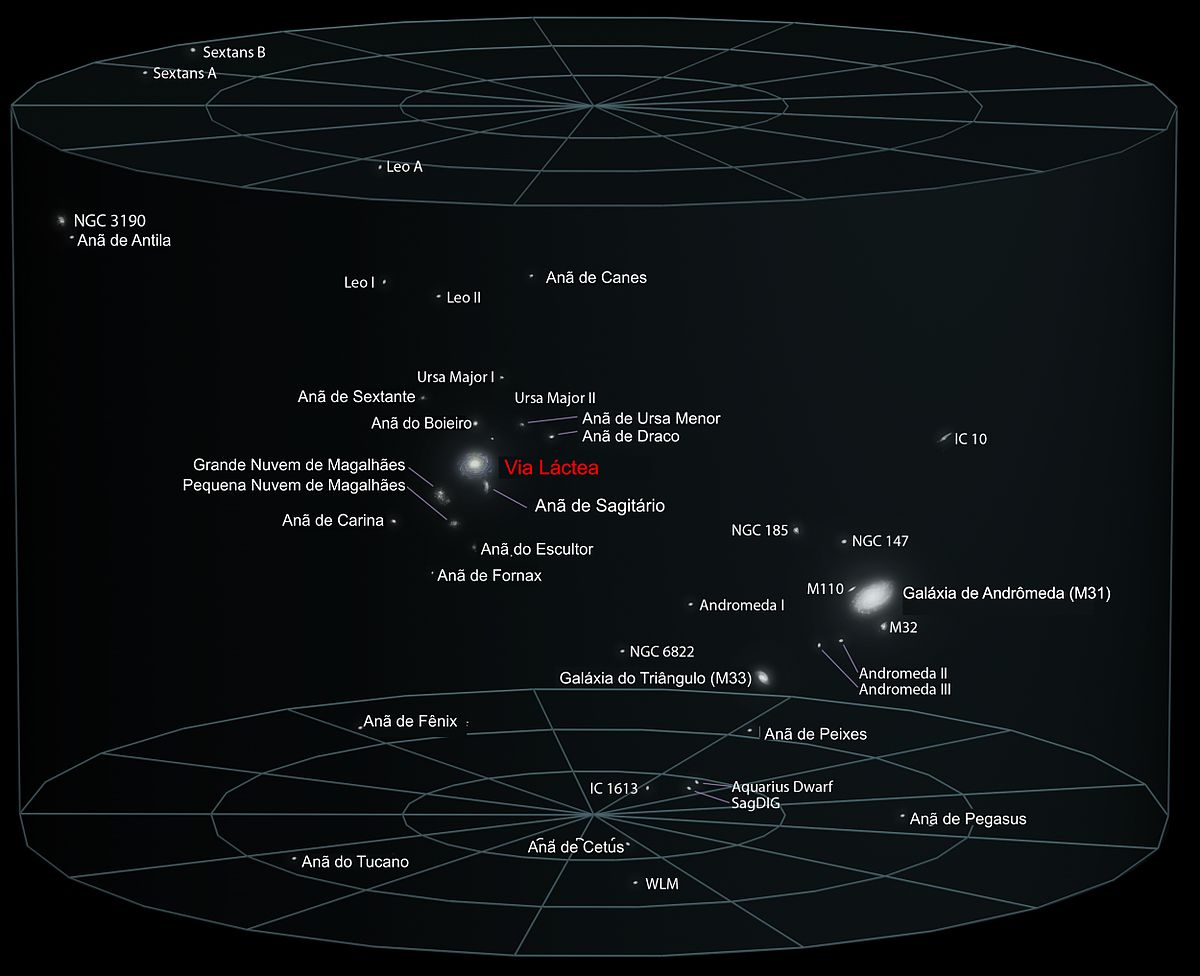 Sextans B
Sextans A
Leo A
NGC 3190
Anã de Antila
Leo I
Leo II
Anã de Canes
Ursa Major I
Anã de Sextante
Ursa Major II
Anã do Boieiro
Anã de Ursa Menor
Anã de Draco
IC 10
Grande Nuvem de Magalhães
Via Láctea
Pequena Nuvem de Magalhães
Anã de Sagitário
Anã de Carina
NGC 185
NGC 147
Anã do Escultor
Anã de Fornax
M110
Galáxia de Andrômeda (M31)
Andromeda I
M32
NGC 6822
Galáxia do Triângulo (M33)
Andromeda II
Andromeda III
Anã de Fênix
Anã de Peixes
IC 1613
Aquarius Dwarf
SagDIG
Anã de Pegasus
Anã de Cetus
Anã do Tucano
WLM